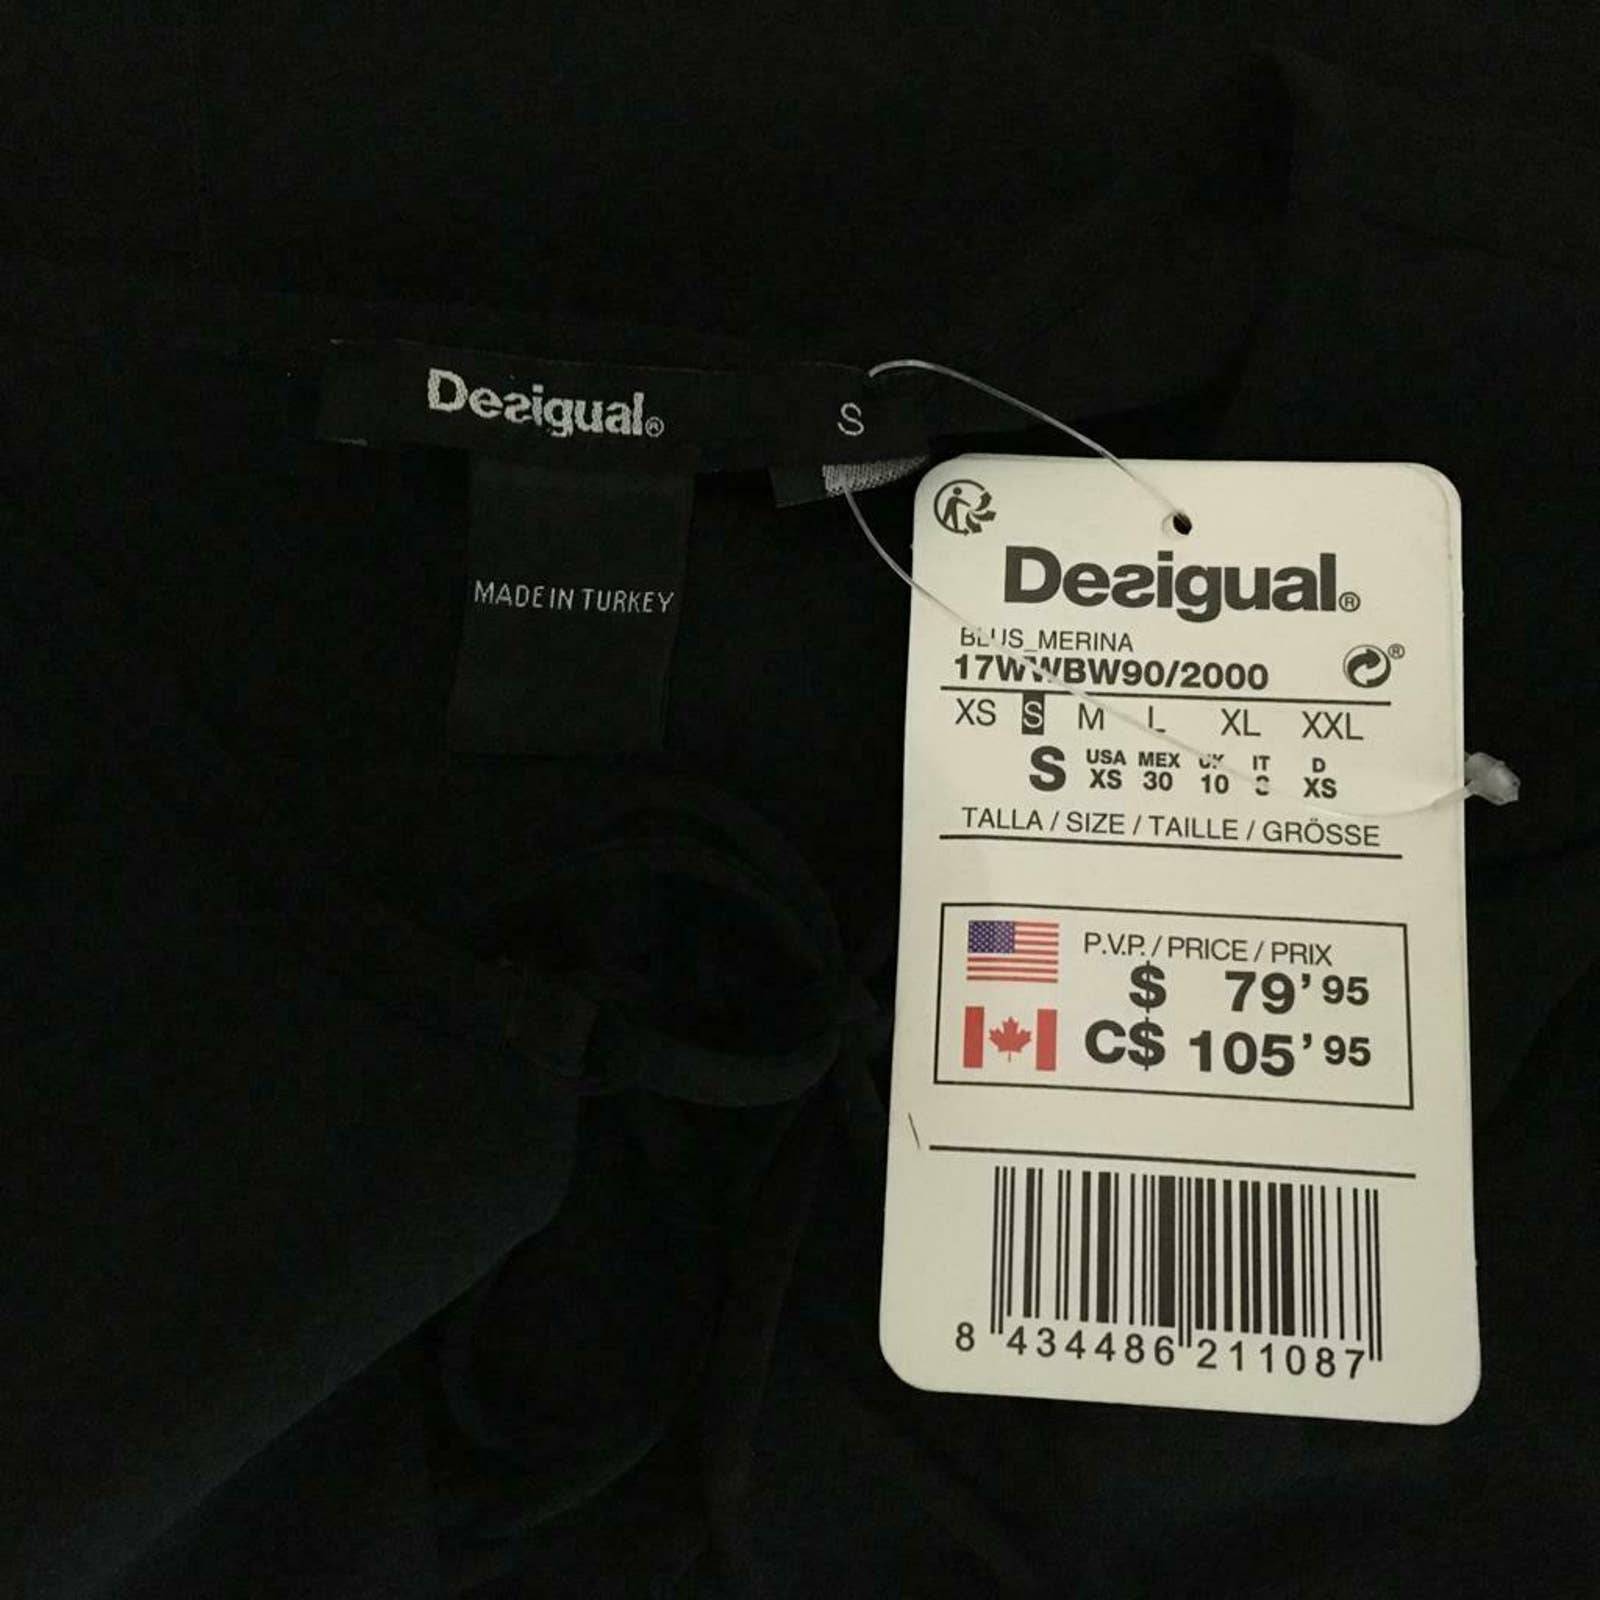 Desigual®
S
MADE IN TURKEY
Desigual®
BLUS_MERINA
17WWBW90/2000
®
XS S M L XL XXL
S USA MEX UK IT D
XS 30 10 XS
TALLA / SIZE / TAILLE / GRÖSSE
P.V.P. / PRICE / PRIX
$ 79'95
C$ 105'95
8 434486 211087